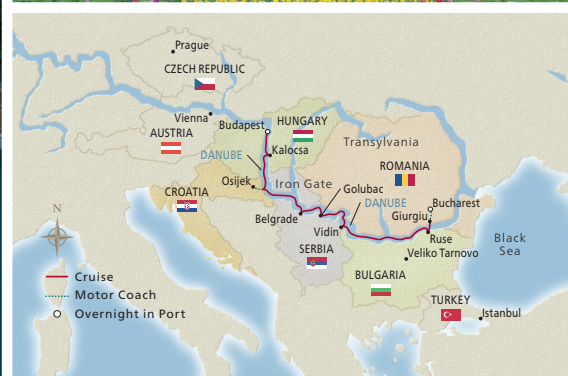 Prague
CZECH REPUBLIC
Vienna
AUSTRIA
Budapest
HUNGARY
DANUBE
Kalocsa
Transylvania
ROMANIA
CROATIA
Osijek
Iron Gate
Golubac
DANUBE
Bucharest
Giurgiu
Belgrade
Vidin
Ruse
SERBIA
Veliko Tarnovo
Black
Sea
BULGARIA
TURKEY
Istanbul
N
Cruise
Motor Coach
Overnight in Port